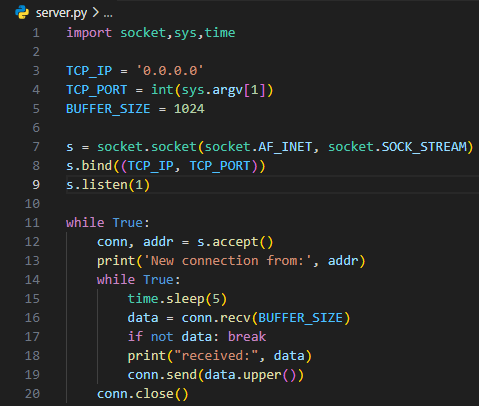 server.py > ...
1 import socket,sys,time
2
3 TCP_IP = '0.0.0.0'
4 TCP_PORT = int(sys.argv[1])
5 BUFFER_SIZE = 1024
6
7 s = socket.socket(socket.AF_INET, socket.SOCK_STREAM)
8 s.bind((TCP_IP, TCP_PORT))
9 s.listen(1)
10
11 while True:
12     conn, addr = s.accept()
13     print('New connection from:', addr)
14     while True:
15         time.sleep(5)
16         data = conn.recv(BUFFER_SIZE)
17         if not data: break
18         print("received:", data)
19         conn.send(data.upper())
20     conn.close()